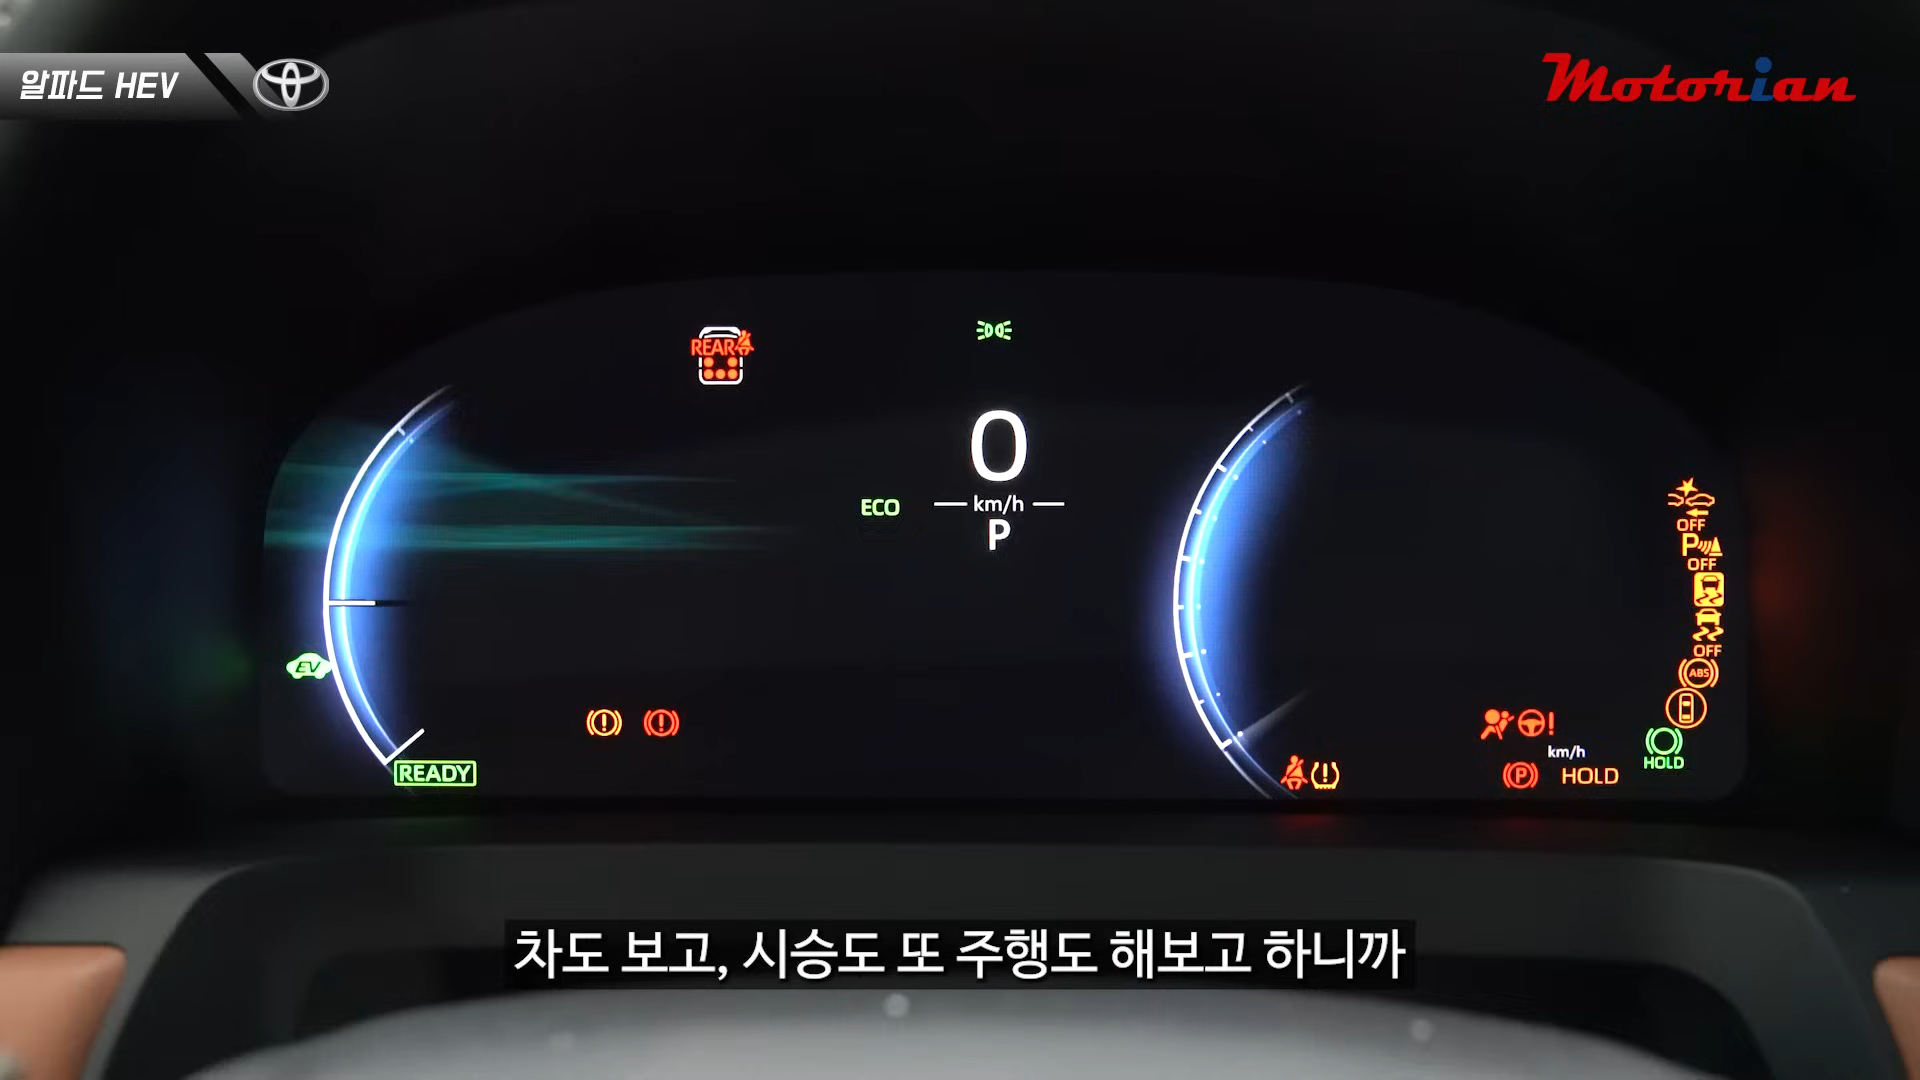 알파드 HEV
Motorian
REAR
0
ECO
km/h
P
OFF
P
OFF
OFF
ABS
EV
READY
km/h
P
HOLD
HOLD
차도 보고, 시승도 또 주행도 해보고 하니까